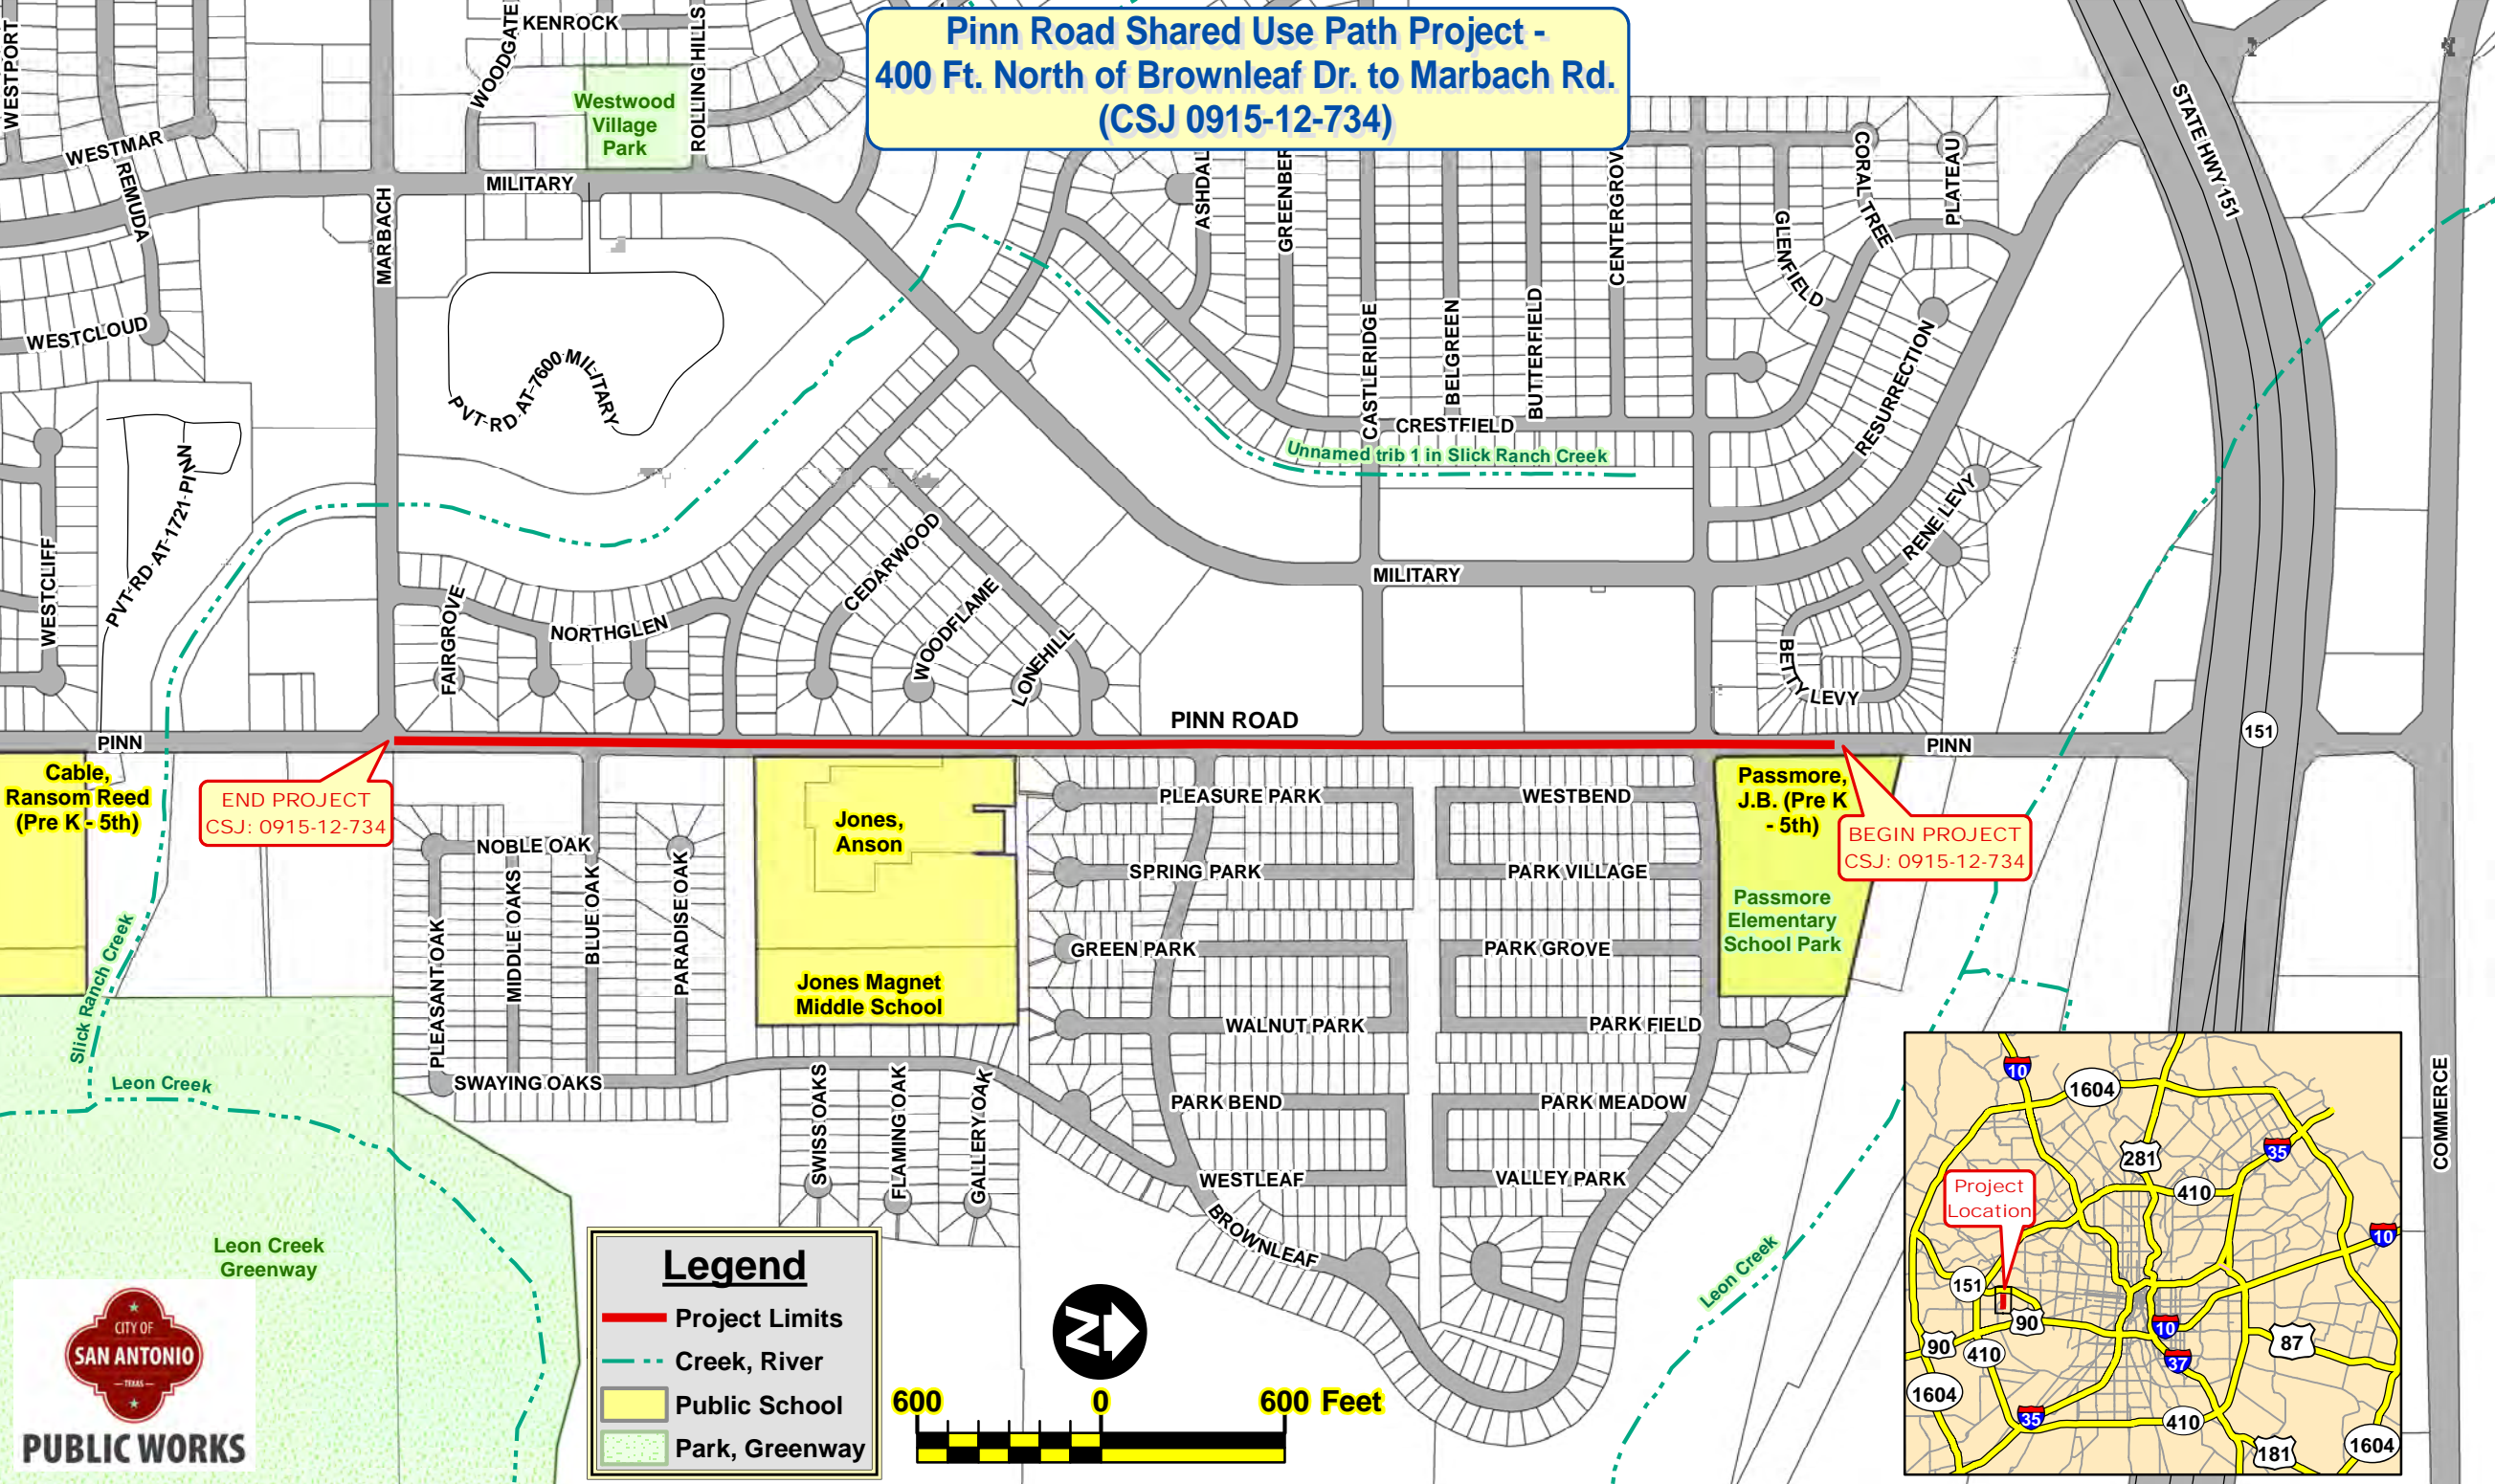 Pinn Road Shared Use Path Project -
400 Ft. North of Brownleaf Dr. to Marbach Rd.
(CSJ 0915-12-734)
WESTPORT
KENROCK
WOODGATE
ROLLING HILLS
Westwood
Village
Park
WESTMAR
REMUDA
MILITARY
MARBACH
WESTCLOUD
PVT-RD-AT-7600-MILITARY
ASHDAL
GREENBER
CENTERGROV
CORAL TREE
PLATEAU
GLENFIELD
STATE HWY 151
CASTLERIDGE
BELGREEN
BUTTERFIELD
CRESTFIELD
RESURRECTION
Unnamed trib 1 in Slick Ranch Creek
PVT-RD-AT-1721-PINN
WESTCLIFF
CEDARWOOD
WOODFLAME
LONEHILL
FAIRGROVE
NORTHGLEN
MILITARY
RENE LEVY
BETTY LEVY
PINN ROAD
PINN
PINN
151
Cable,
Ransom Reed
(Pre K - 5th)
END PROJECT
CSJ: 0915-12-734
Jones,
Anson
Jones Magnet
Middle School
Passmore,
J.B. (Pre K
- 5th)
BEGIN PROJECT
CSJ: 0915-12-734
Passmore
Elementary
School Park
NOBLE OAK
PLEASANT OAK
MIDDLE OAKS
BLUE OAK
PARADISE OAK
SWAYING OAKS
SWISS OAKS
FLAMING OAK
GALLERY OAK
PLEASURE PARK
SPRING PARK
GREEN PARK
WALNUT PARK
PARK BEND
WESTLEAF
BROWNLEAF
WESTBEND
PARK VILLAGE
PARK GROVE
PARK FIELD
PARK MEADOW
VALLEY PARK
COMMERCE
Slick Ranch Creek
Leon Creek
Leon Creek
Greenway
Leon Creek
CITY OF
SAN ANTONIO
TEXAS
PUBLIC WORKS
Legend
Project Limits
Creek, River
Public School
Park, Greenway
N
600 0 600 Feet
10
1604
281
35
410
Project
Location
10
151
90
90
410
10
87
37
1604
35
410
181
1604